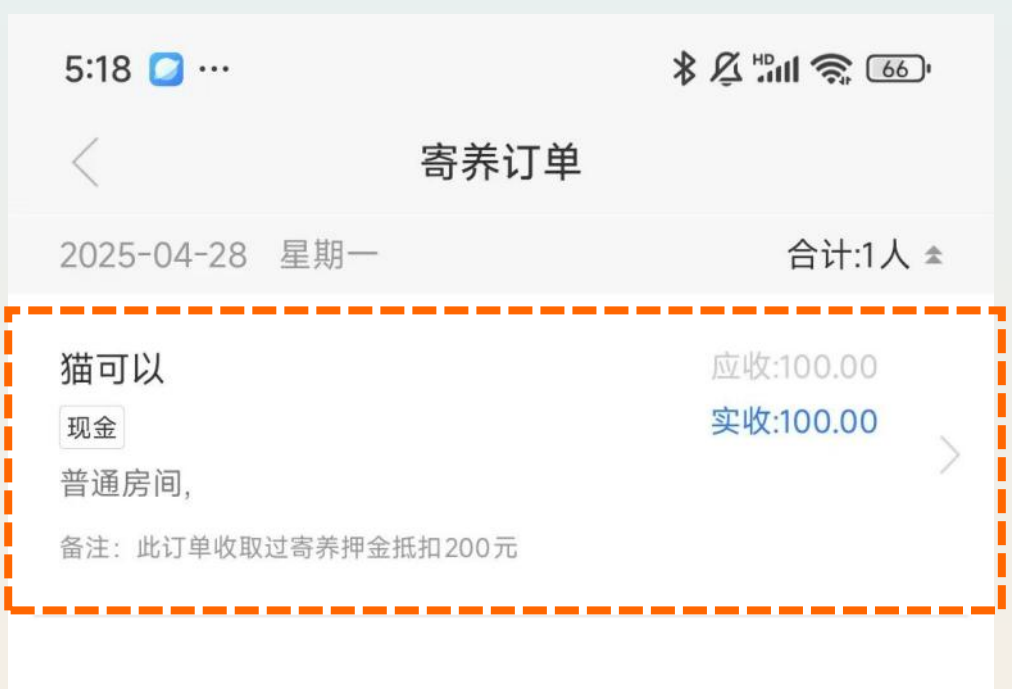 5:18 ...
HD 66
寄养订单
2025-04-28 星期一 合计:1人
猫可以 应收:100.00
现金 实收:100.00
普通房间,
备注：此订单收取过寄养押金抵扣200元